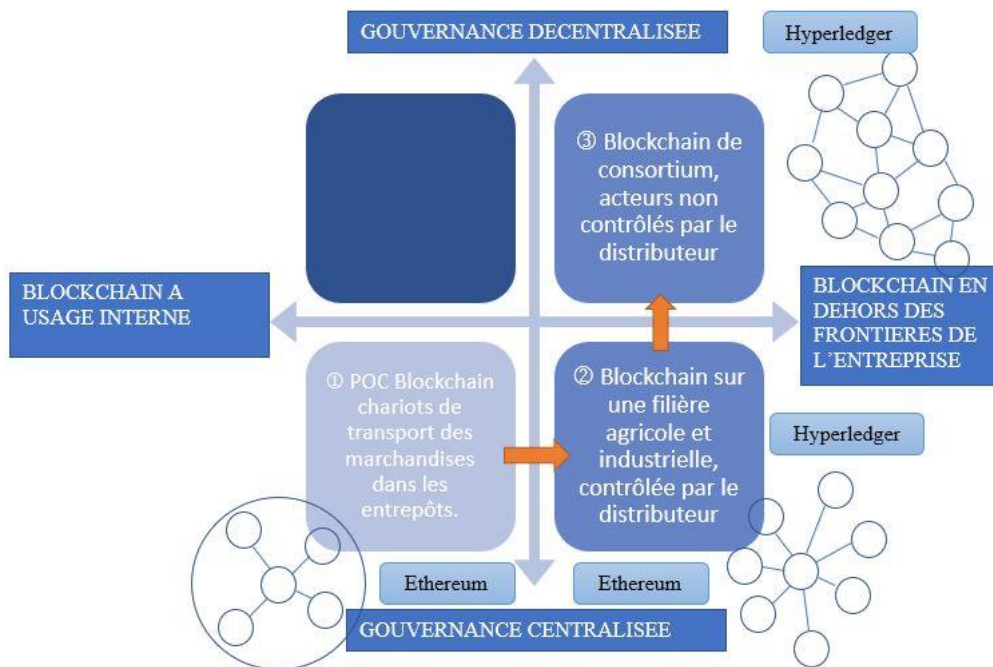 GOUVERNANCE DECENTRALISEE
Hyperledger
③ Blockchain de
consortium,
acteurs non
contrôlés par le
distributeur
BLOCKCHAIN A
USAGE INTERNE
BLOCKCHAIN EN
DEHORS DES
FRONTIERES DE
L'ENTREPRISE
① POC Blockchain
chariots de
transport des
marchandises
dans les
entrepôts.
② Blockchain sur
une filière
agricole et
industrielle,
contrôlée par le
distributeur
Hyperledger
Ethereum
Ethereum
GOUVERNANCE CENTRALISEE